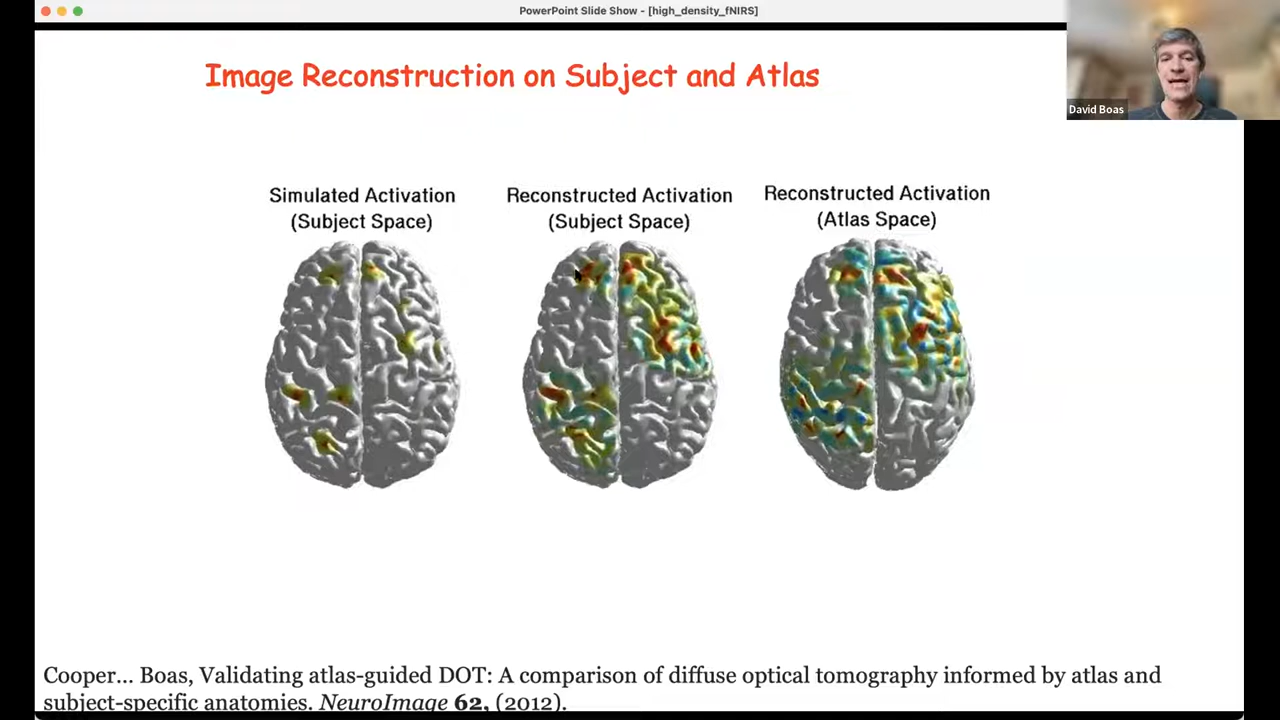 PowerPoint Slide Show - [high_density_fNIRS]
David Boas
Image Reconstruction on Subject and Atlas
Simulated Activation
(Subject Space)
Reconstructed Activation
(Subject Space)
Reconstructed Activation
(Atlas Space)
Cooper... Boas, Validating atlas-guided DOT: A comparison of diffuse optical tomography informed by atlas and
subject-specific anatomies. NeuroImage 62, (2012).